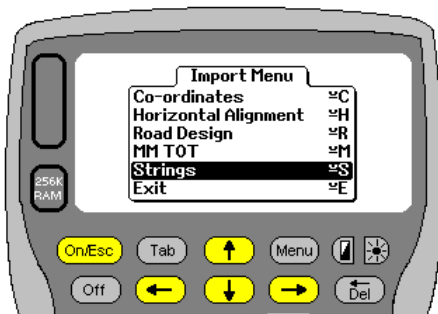 Import Menu
Co-ordinates ⌣C
Horizontal Alignment ⌣H
Road Design ⌣R
MM TOT ⌣M
Strings ⌣S
Exit ⌣E
256K
RAM
On/Esc Tab Menu
Off Del